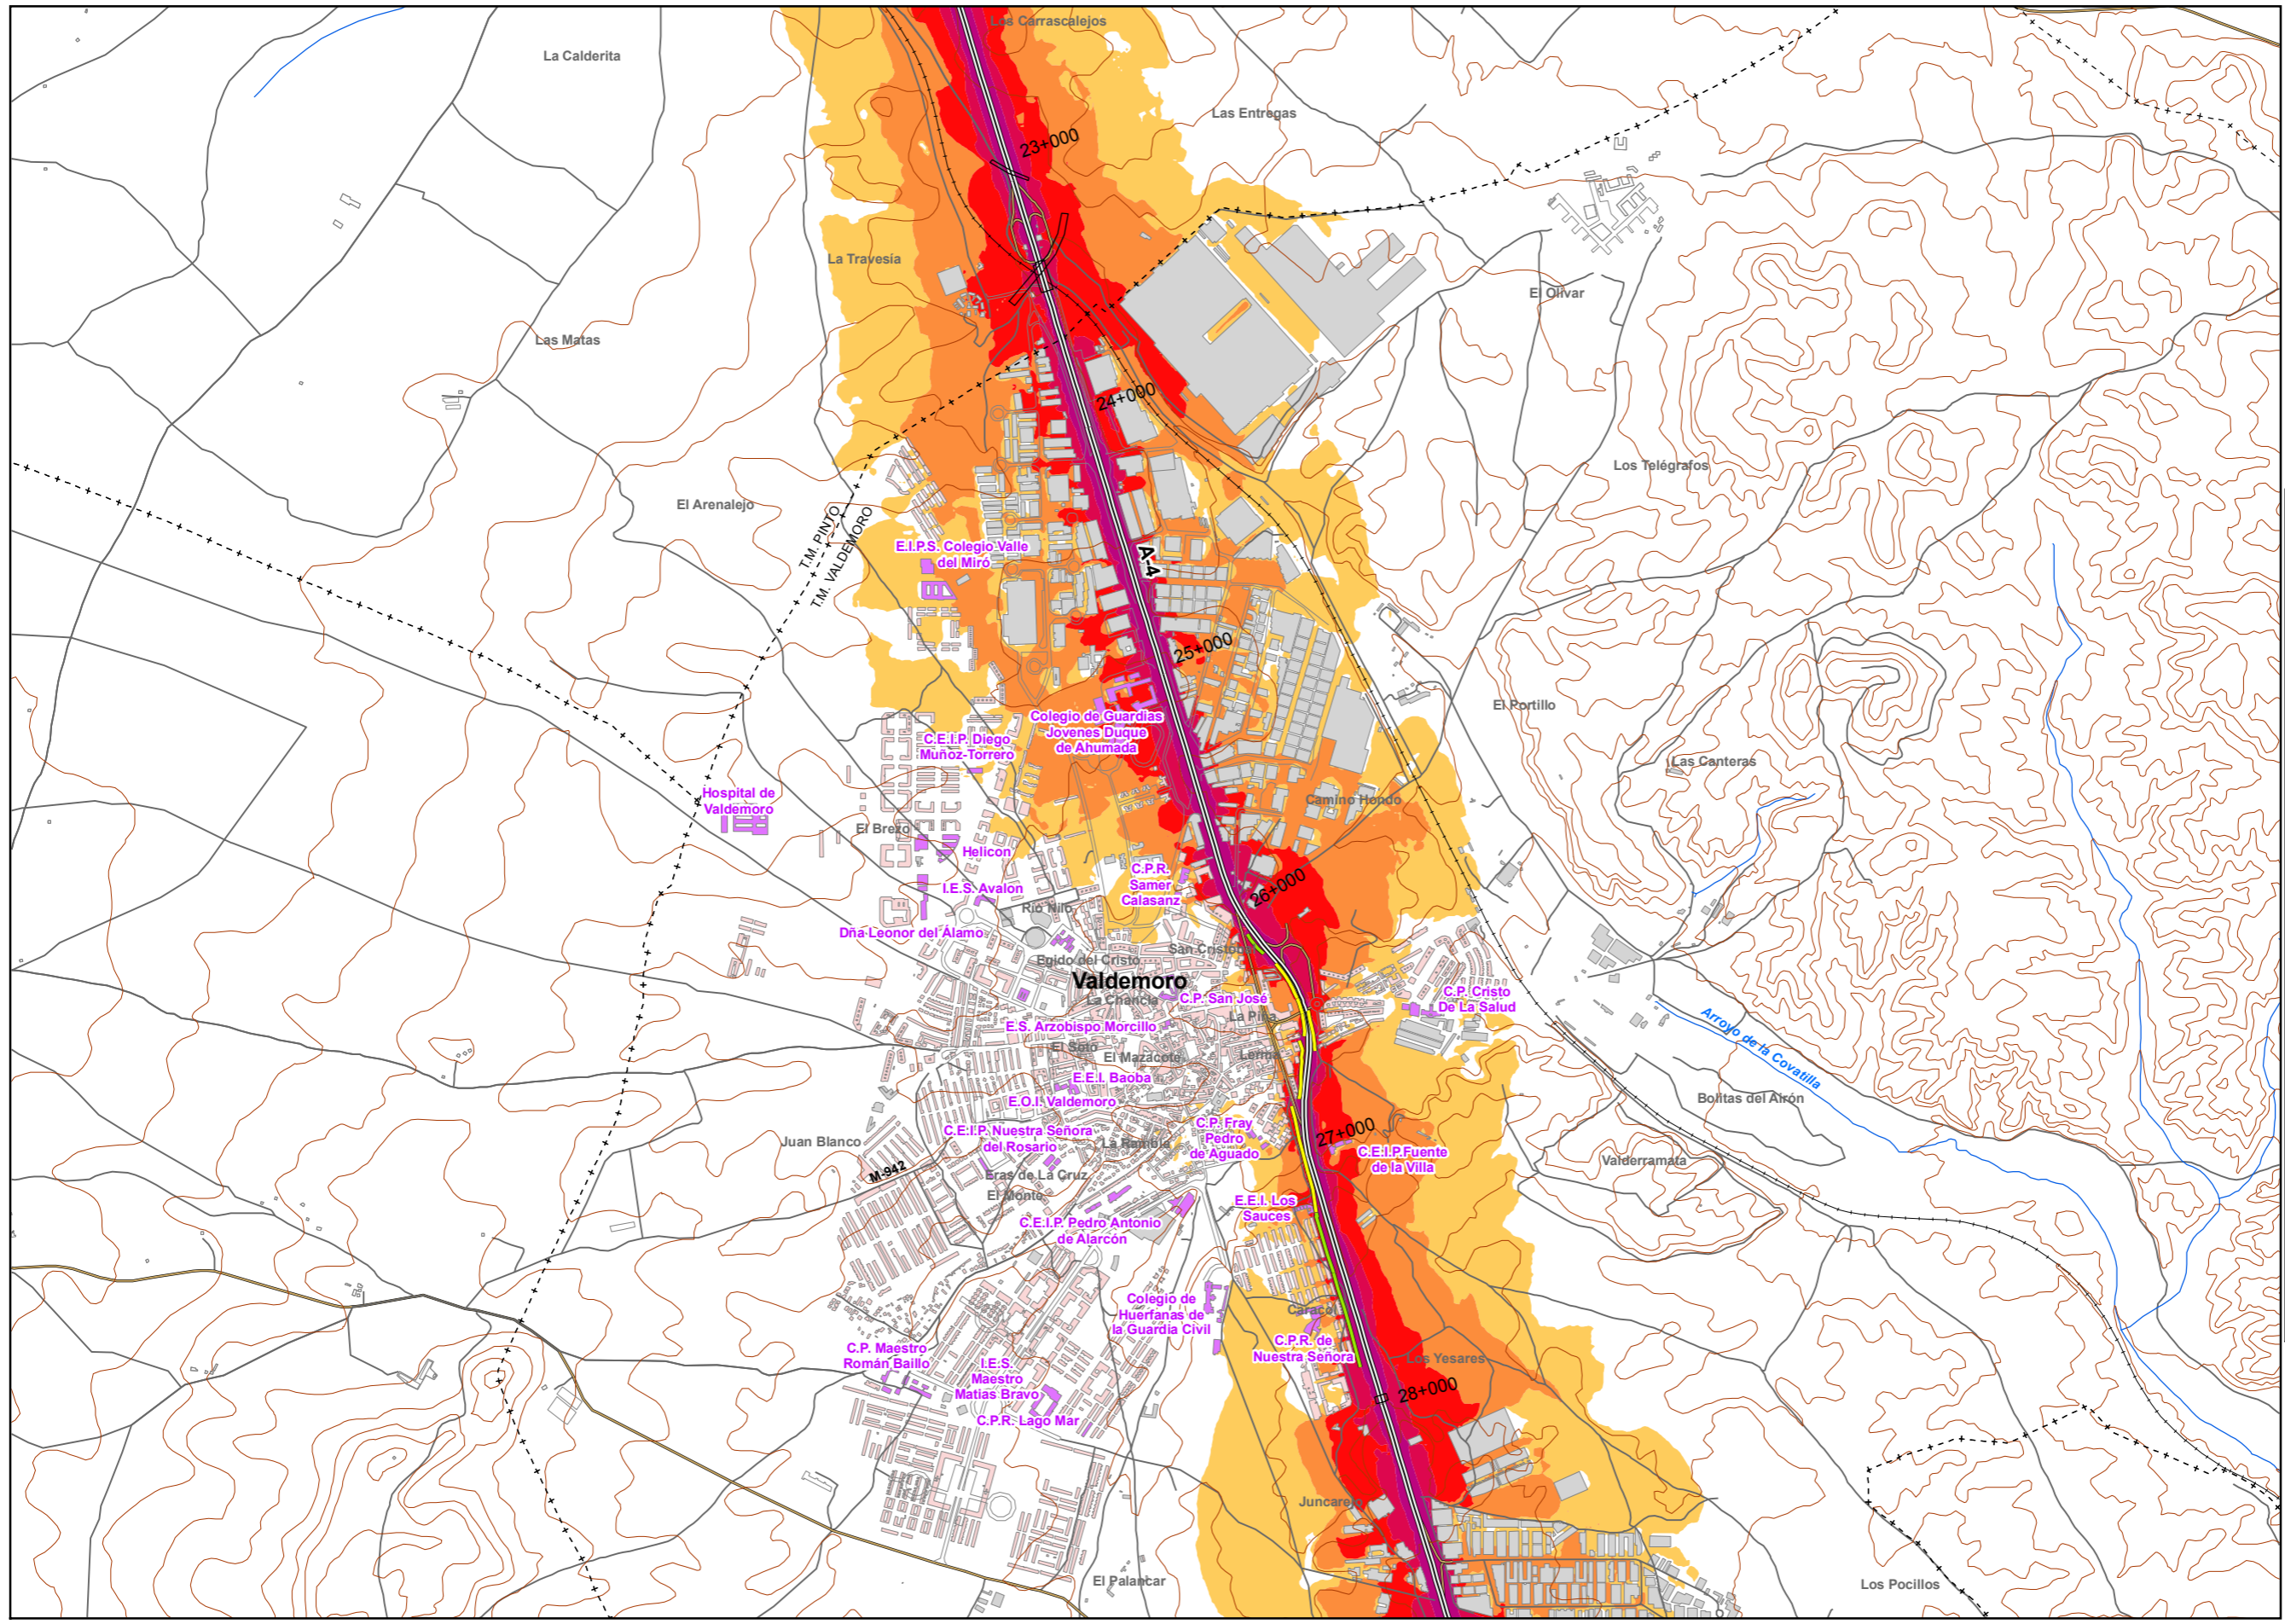 Los Carrascalejos
La Calderita
Las Entregas
23+000
La Travesía
El Olivar
Las Matas
24+000
Los Telégrafos
El Arenalejo
T.M. PINTO
T.M. VALDEMORO
E.I.P.S. Colegio Valle
del Miró
A-4
25+000
El Portillo
Colegio de Guardias
Jovenes Duque
de Ahumada
C.E.I.P. Diego
Muñoz-Torrero
Las Canteras
Hospital de
Valdemoro
Camino Hondo
El Brezo
Helicon
C.P.R.
Samer
Calasanz
26+000
I.E.S. Avalon
Río Nilo
Dña Leonor del Álamo
San Cristóbal
Egido del Cristo
Valdemoro
La Chancla
C.P. San José
C.P. Cristo
De La Salud
La Pira
E.S. Arzobispo Morcillo
El Soto
El Mazacote
Lerma
Arroyo de la Covatilla
E.E.I. Baoba
E.O.I. Valdemoro
Bolitas del Airón
C.P. Fray
Pedro
de Aguado
27+000
C.E.I.P. Nuestra Señora
del Rosario
La Rambla
Juan Blanco
C.E.I.P.Fuente
de la Villa
Valderramata
M-942
Eras de La Cruz
El Monte
E.E.I. Los
Sauces
C.E.I.P. Pedro Antonio
de Alarcón
Colegio de
Huerfanas de
la Guardia Civil
Caracol
C.P.R. de
Nuestra Señora
C.P. Maestro
Román Baillo
Los Yesares
I.E.S.
Maestro
Matias Bravo
28+000
C.P.R. Lago Mar
Juncarejo
El Palancar
Los Pocillos